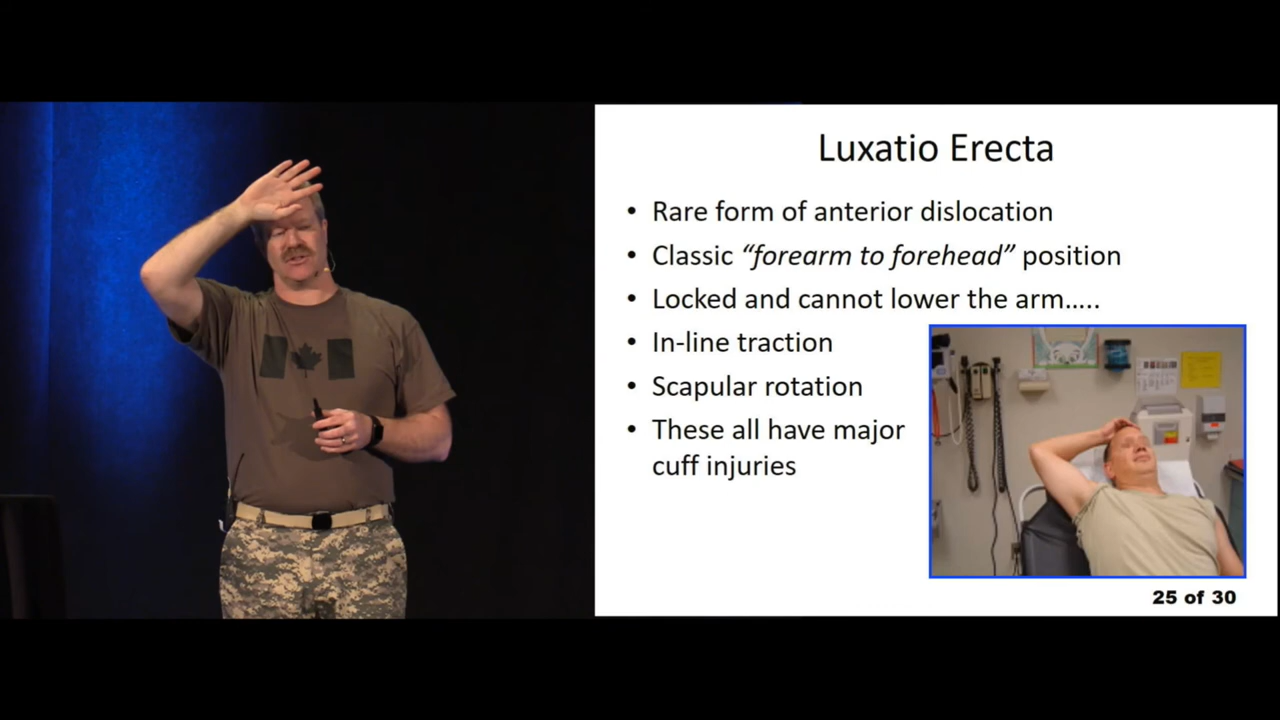 Luxatio Erecta
• Rare form of anterior dislocation
• Classic “forearm to forehead” position
• Locked and cannot lower the arm.....
• In-line traction
• Scapular rotation
• These all have major
cuff injuries
25 of 30